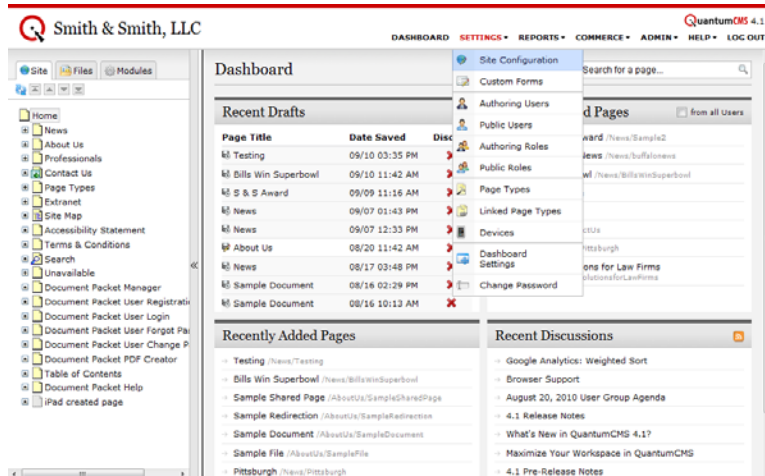 Smith & Smith, LLC
QuantumCMS 4.1
DASHBOARD SETTINGS REPORTS COMMERCE ADMIN HELP LOG OUT
Site Files Modules
Home
News
About Us
Professionals
Contact Us
Page Types
Extranet
Site Map
Accessibility Statement
Terms & Conditions
Search
Unavailable
Document Packet Manager
Document Packet User Registrati
Document Packet User Login
Document Packet User Forgot Pa
Document Packet User Change P
Document Packet PDF Creator
Table of Contents
Document Packet Help
iPad created page
Dashboard
Search for a page...
Site Configuration
Custom Forms
Authoring Users
Public Users
Authoring Roles
Public Roles
Page Types
Linked Page Types
Devices
Dashboard
Settings
Change Password
Recent Drafts
Page Title Date Saved Disc
Testing 09/10 03:35 PM
Bills Win Superbowl 09/10 11:42 AM
S & S Award 09/09 11:16 AM
News 09/07 01:43 PM
News 09/07 12:33 PM
About Us 08/20 11:42 AM
News 08/17 03:48 PM
Sample Document 08/16 02:29 PM
Sample Document 08/16 10:13 AM
d Pages from all Users
ward /News/Sample2
News /News/buffalonews
wl /News/BillsWinSuperbowl
ctUs
Pittsburgh
ons for Law Firms
olutionsforLawFirms
Recently Added Pages
Testing /News/Testing
Bills Win Superbowl /News/BillsWinSuperbowl
Sample Shared Page /AboutUs/SampleSharedPage
Sample Redirection /AboutUs/SampleRedirection
Sample Document /AboutUs/SampleDocument
Sample File /AboutUs/SampleFile
Pittsburgh /News/Pittsburgh
Recent Discussions
Google Analytics: Weighted Sort
Browser Support
August 20, 2010 User Group Agenda
4.1 Release Notes
What's New in QuantumCMS 4.1?
Maximize Your Workspace in QuantumCMS
4.1 Pre-Release Notes